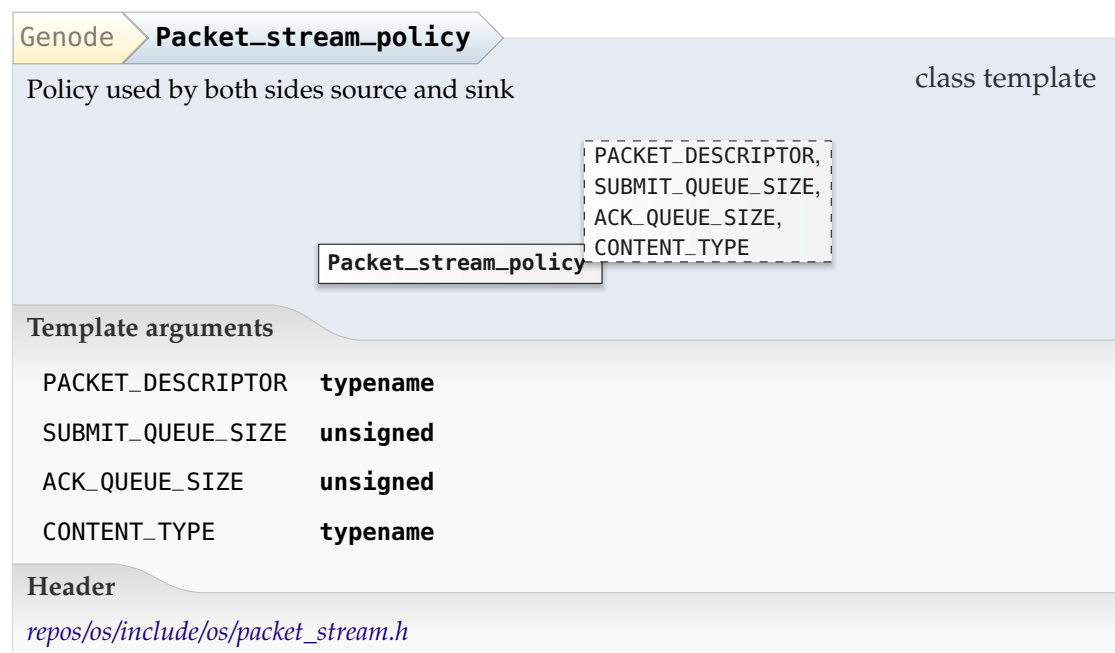 Genode Packet_stream_policy
Policy used by both sides source and sink
class template
PACKET_DESCRIPTOR,
SUBMIT_QUEUE_SIZE,
ACK_QUEUE_SIZE,
CONTENT_TYPE
Packet_stream_policy
Template arguments
PACKET_DESCRIPTOR typename
SUBMIT_QUEUE_SIZE unsigned
ACK_QUEUE_SIZE unsigned
CONTENT_TYPE typename
Header
repos/os/include/os/packet_stream.h